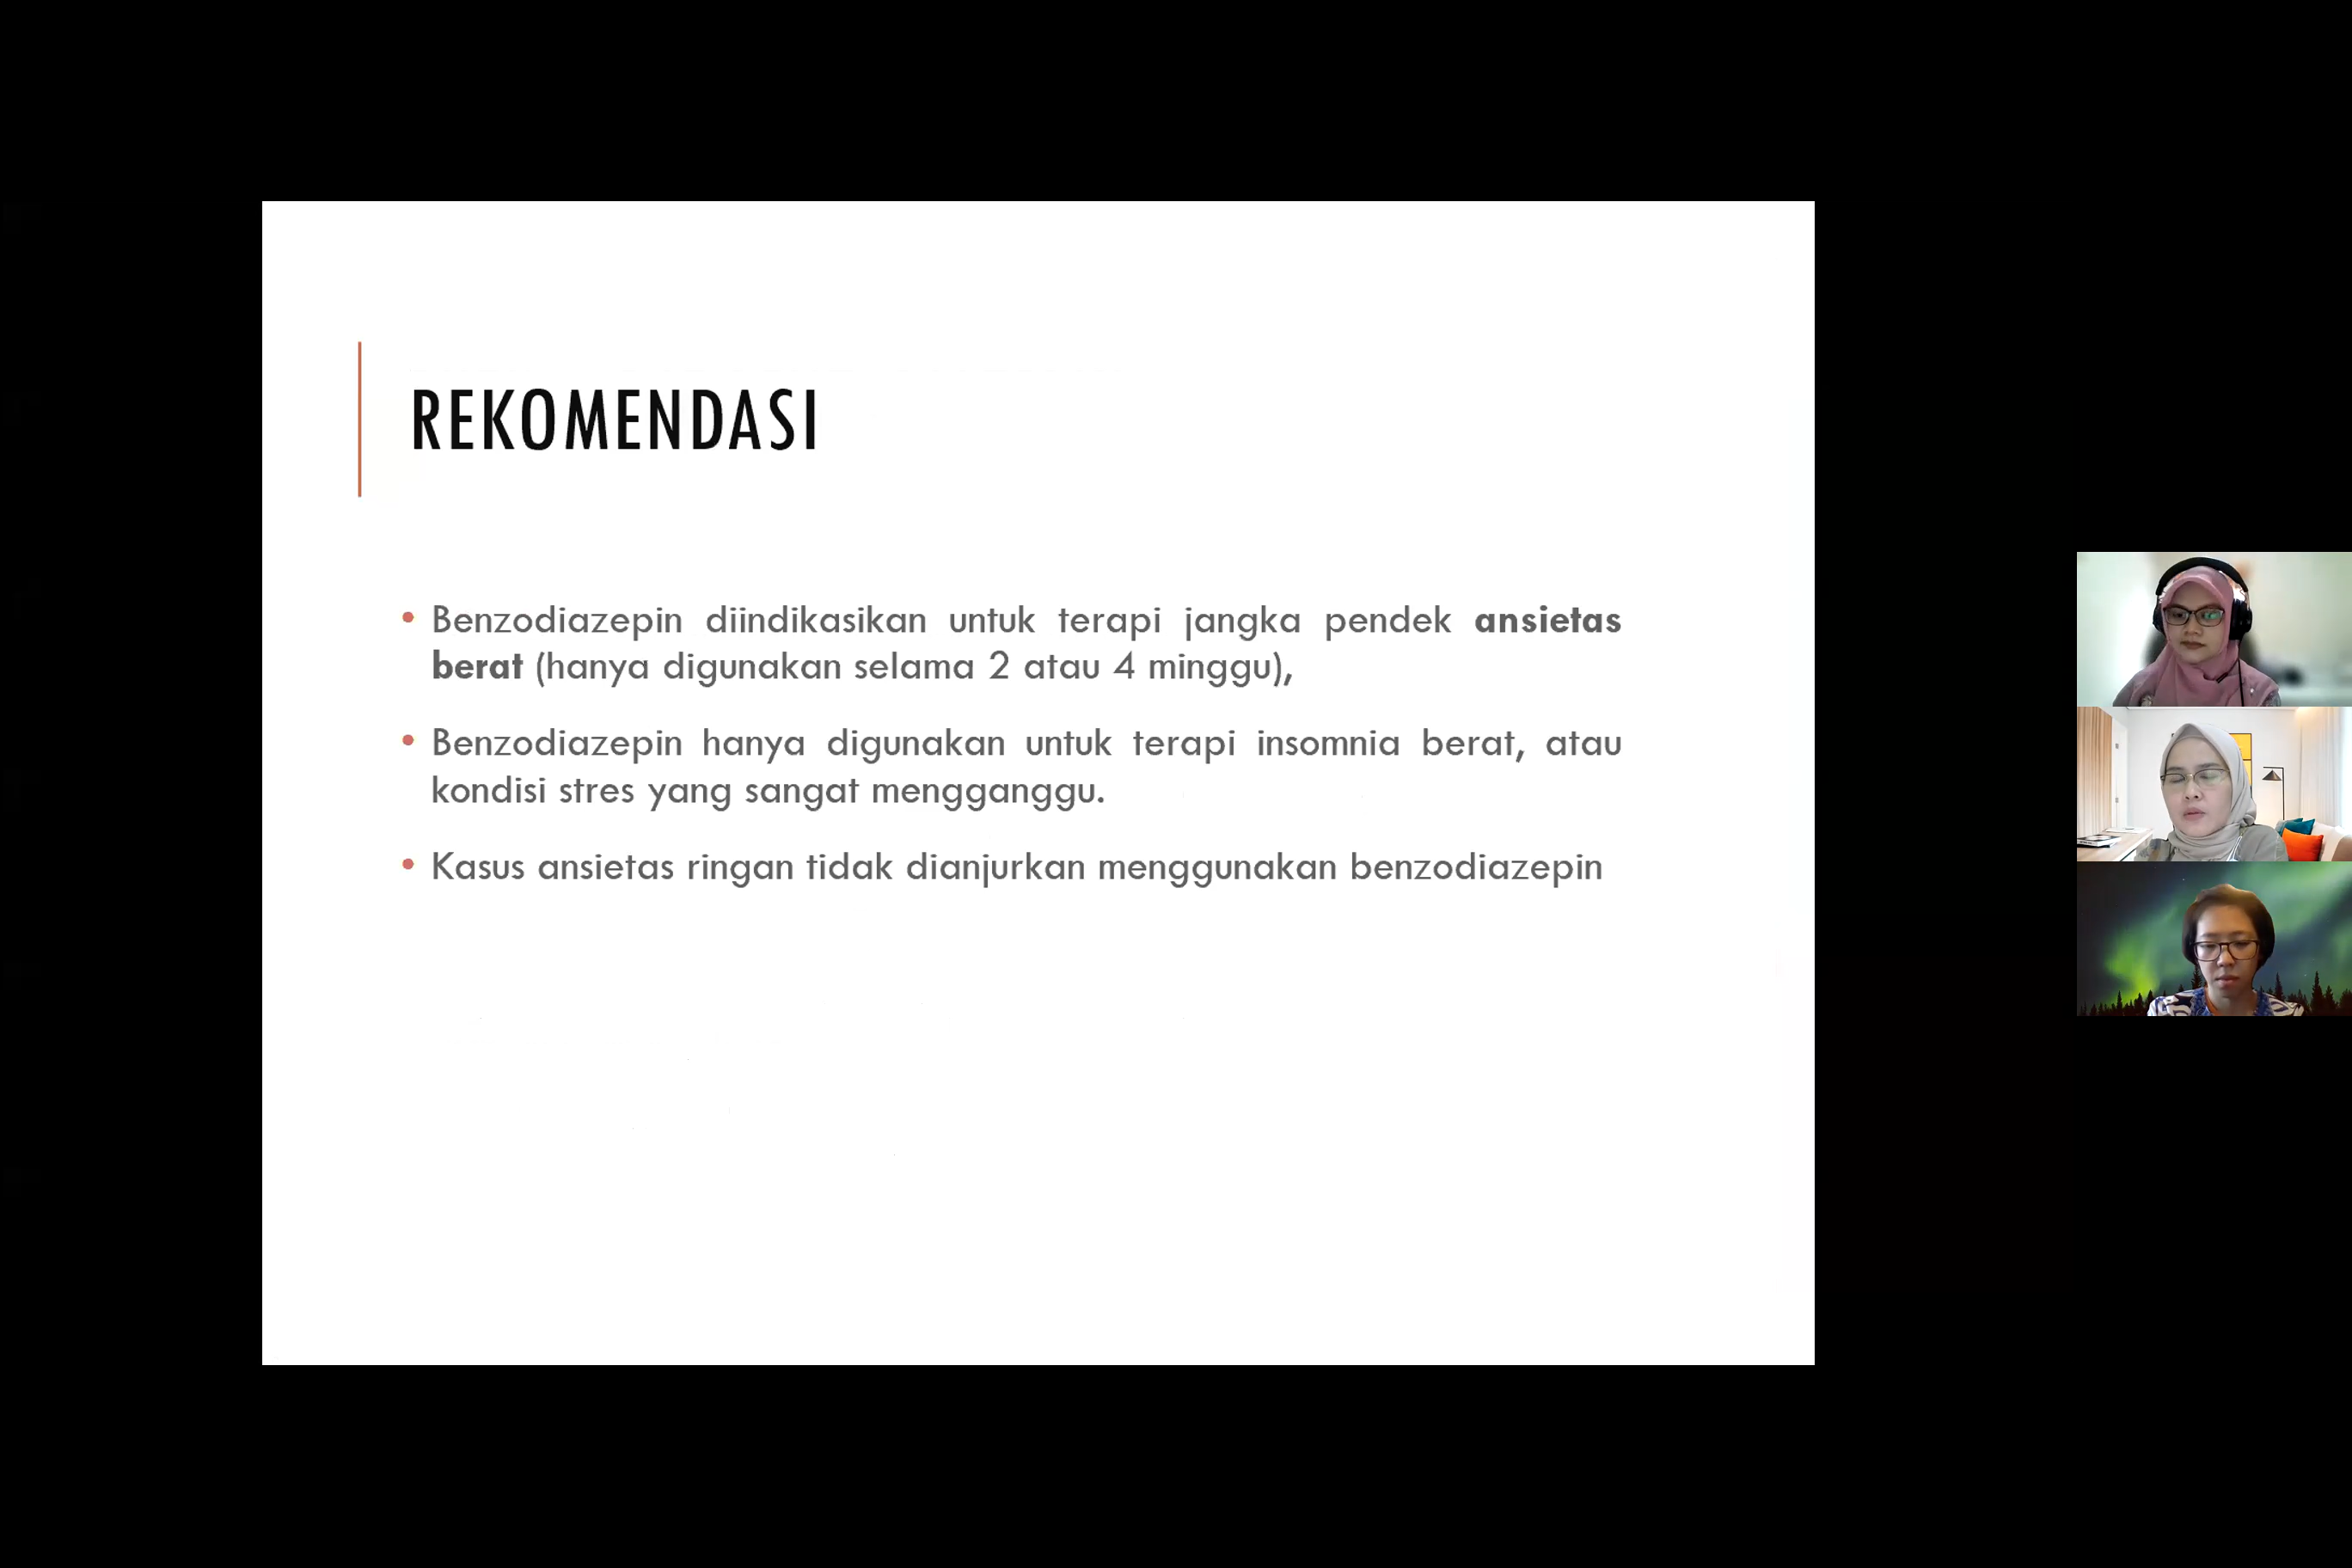 REKOMENDASI
• Benzodiazepin diindikasikan untuk terapi jangka pendek ansietas
berat (hanya digunakan selama 2 atau 4 minggu),
• Benzodiazepin hanya digunakan untuk terapi insomnia berat, atau
kondisi stres yang sangat mengganggu.
• Kasus ansietas ringan tidak dianjurkan menggunakan benzodiazepin